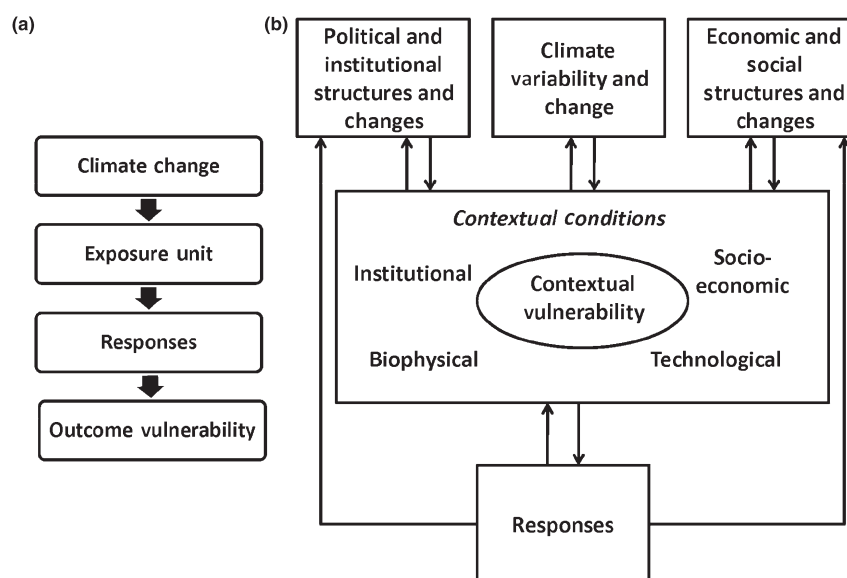 (a)
Climate change
Exposure unit
Responses
Outcome vulnerability
(b)
Political and
institutional
structures and
changes
Climate
variability and
change
Economic and
social
structures and
changes
Contextual conditions
Institutional
Socio-
economic
Contextual
vulnerability
Biophysical
Technological
Responses